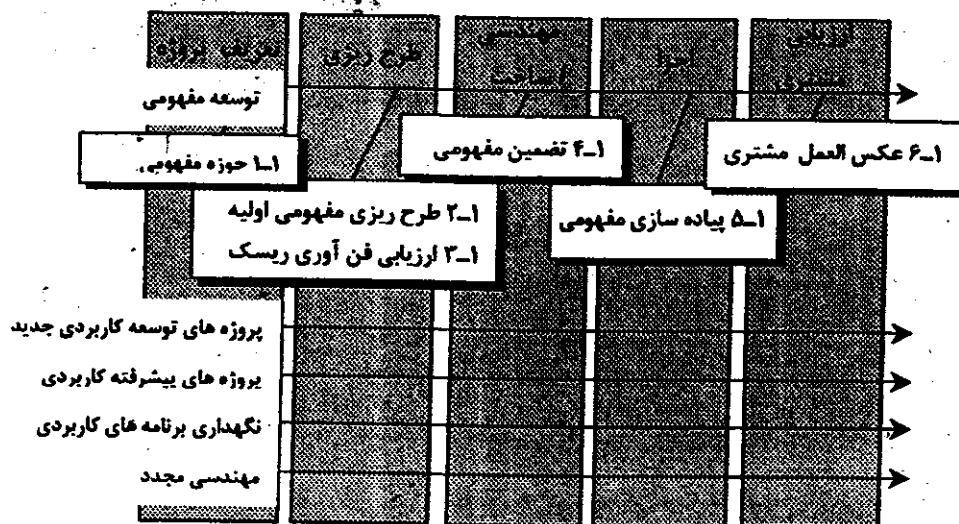 تعریف پروژه
طرح ریزی
مهندسی
/ ساخت
اجرا
ارزیابی
مشتری
توسعه مفهومی
۱ـ۱ حوزه مفهومی
۱ـ۲ طرح ریزی مفهومی اولیه
۱ـ۳ ارزیابی فن آوری ریسک
۱ـ۴ تضمین مفهومی
۱ـ۵ پیاده سازی مفهومی
۱ـ۶ عکس العمل مشتری
پروژه های توسعه کاربردی جدید
پروژه های پیشرفته کاربردی
نگهداری برنامه های کاربردی
مهندسی مجدد